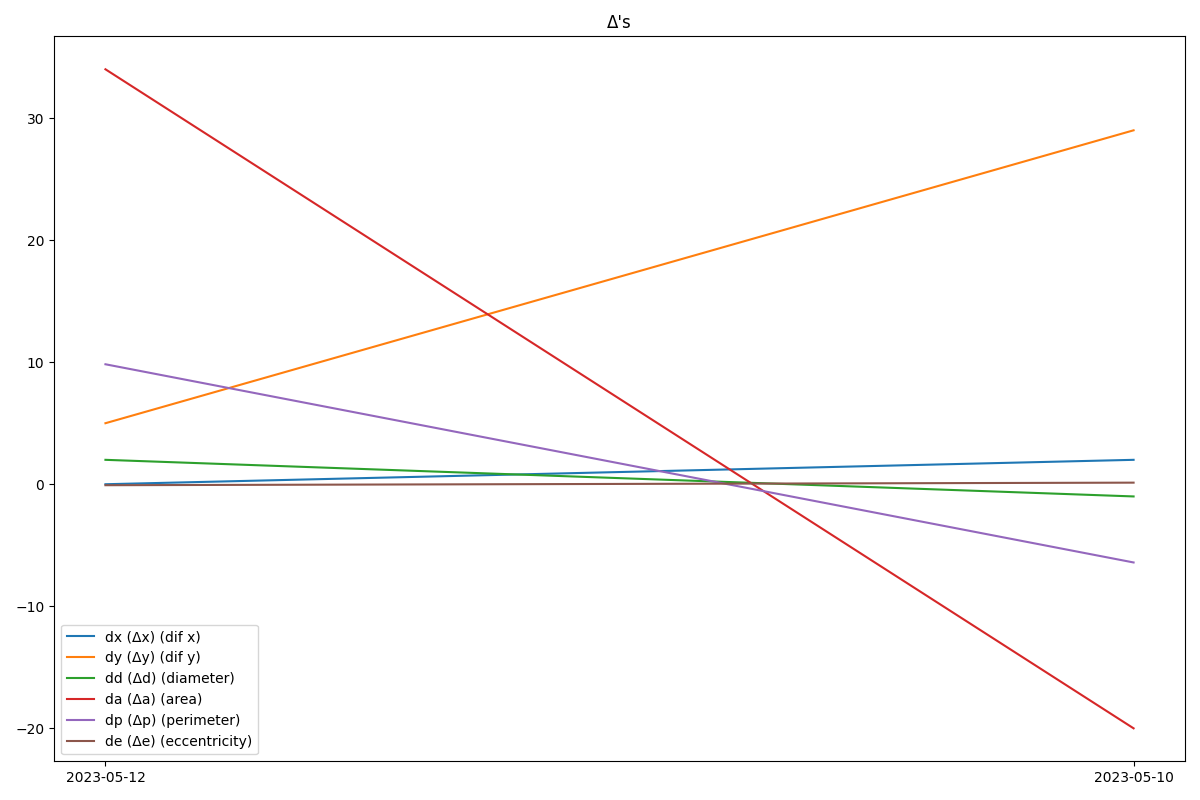 Δ's
30
20
10
0
−10
−20
dx (Δx) (dif x)
dy (Δy) (dif y)
dd (Δd) (diameter)
da (Δa) (area)
dp (Δp) (perimeter)
de (Δe) (eccentricity)
2023-05-12
2023-05-10